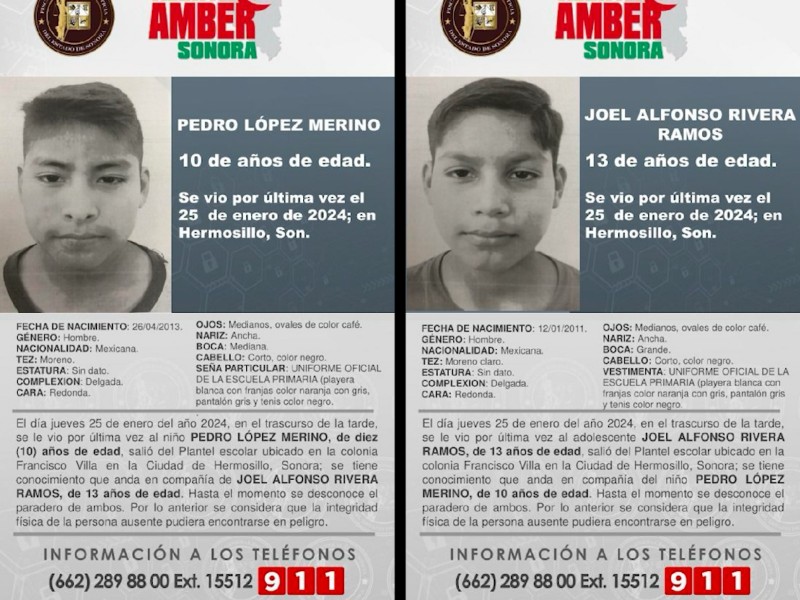 DEL ESTADO DE SONORA
AMBER
SONORA
PEDRO LÓPEZ MERINO
10 de años de edad.
Se vio por última vez el
25 de enero de 2024; en
Hermosillo, Son.
FECHA DE NACIMIENTO: 26/04/2013.
GÉNERO: Hombre.
NACIONALIDAD: Mexicana.
TEZ: Moreno.
ESTATURA: Sin dato.
COMPLEXION: Delgada.
CARA: Redonda.
OJOS: Medianos, ovales de color café.
NARIZ: Ancha.
BOCA: Mediana.
CABELLO: Corto, color negro.
SEÑA PARTICULAR: UNIFORME OFICIAL
DE LA ESCUELA PRIMARIA (playera
blanca con franjas color naranja con gris,
pantalón gris y tenis color negro.
El día jueves 25 de enero del año 2024, en el trascurso de la tarde,
se le vio por última vez al niño PEDRO LÓPEZ MERINO, de diez
(10) años de edad, salió del Plantel escolar ubicado en la colonia
Francisco Villa en la Ciudad de Hermosillo, Sonora; se tiene
conocimiento que anda en compañía de JOEL ALFONSO RIVERA
RAMOS, de 13 años de edad. Hasta el momento se desconoce el
paradero de ambos. Por lo anterior se considera que la integridad
física de la persona ausente pudiera encontrarse en peligro.
INFORMACIÓN A LOS TELÉFONOS
(662) 289 88 00 Ext. 15512 911
DEL ESTADO DE SONORA
AMBER
SONORA
JOEL ALFONSO RIVERA
RAMOS
13 de años de edad.
Se vio por última vez el
25 de enero de 2024; en
Hermosillo, Son.
FECHA DE NACIMIENTO: 12/01/2011.
GÉNERO: Hombre.
NACIONALIDAD: Mexicana.
TEZ: Moreno claro.
ESTATURA: Sin dato.
COMPLEXION: Delgada.
CARA: Redonda.
OJOS: Medianos, ovales de color café.
NARIZ: Ancha.
BOCA: Grande.
CABELLO: Corto, color negro.
VESTIMENTA: UNIFORME OFICIAL DE LA
ESCUELA PRIMARIA (playera blanca con
franjas color naranja con gris, pantalón gris
y tenis color negro.
El día jueves 25 de enero del año 2024, en el trascurso de la tarde,
se le vio por última vez al adolescente JOEL ALFONSO RIVERA
RAMOS, de 13 años de edad, salió del Plantel escolar ubicado en la
colonia Francisco Villa en la Ciudad de Hermosillo, Sonora; se tiene
conocimiento que anda en compañía del niño PEDRO LÓPEZ
MERINO, de 10 años de edad. Hasta el momento se desconoce el
paradero de ambos. Por lo anterior se considera que la integridad
física de la persona ausente pudiera encontrarse en peligro.
INFORMACIÓN A LOS TELÉFONOS
(662) 289 88 00 Ext. 15512 911